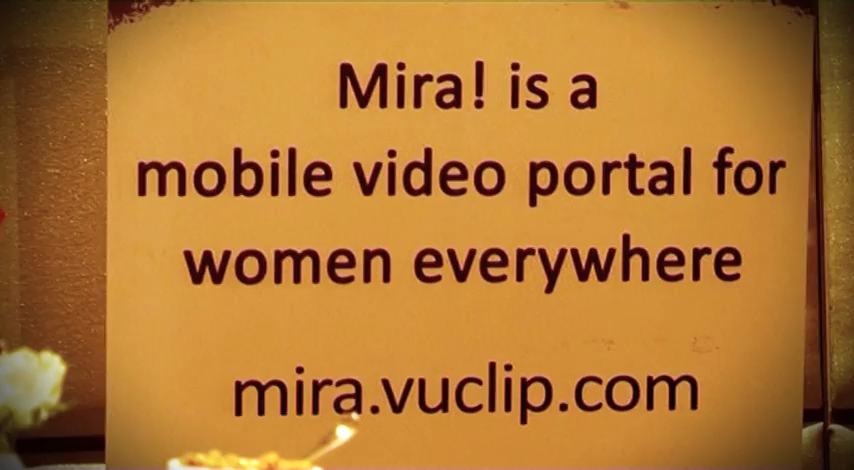 Mira! is a
mobile video portal for
women everywhere
mira.vuclip.com